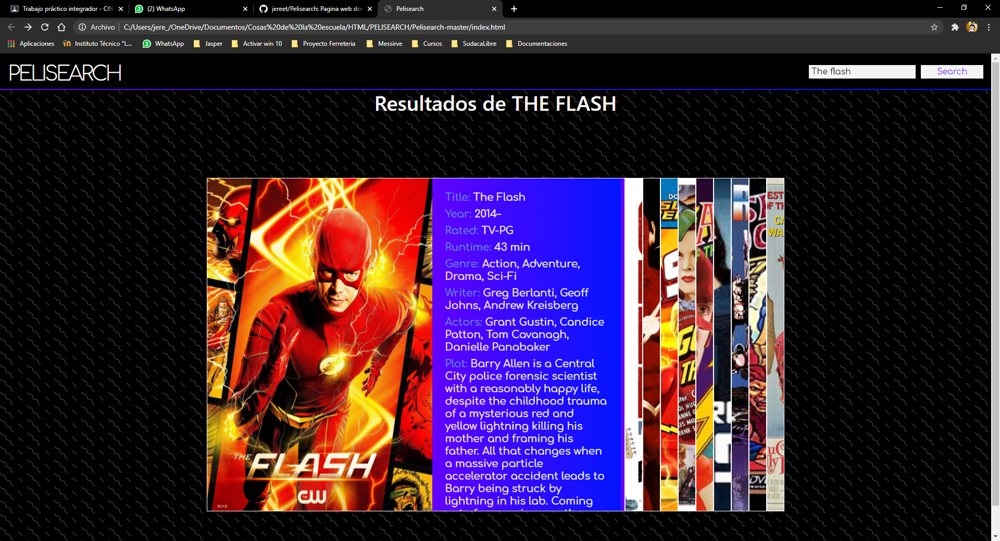 Trabajo práctico integrador - CIN
(2) WhatsApp
jereet/Pelisearch: Pagina web dor
Pelisearch
Archivo
C:/Users/jere_/OneDrive/Documentos/Cosas%20de%20la%20escuela/HTML/PELISEARCH/Pelisearch-master/index.html
Aplicaciones
Instituto Técnico "L...
WhatsApp
Jasper
Activar win 10
Proyecto Ferreteria
Messirve
Cursos
SudacaLibre
Documentaciones
PELISEARCH
The flash
Search
Resultados de THE FLASH
THE FLASH
THE CW
Title: The Flash
Year: 2014–
Rated: TV-PG
Runtime: 43 min
Genre: Action, Adventure,
Drama, Sci-Fi
Writer: Greg Berlanti, Geoff
Johns, Andrew Kreisberg
Actors: Grant Gustin, Candice
Patton, Tom Cavanagh,
Danielle Panabaker
Plot: Barry Allen is a Central
City police forensic scientist
with a reasonably happy life,
despite the childhood trauma
of a mysterious red and
yellow lightning killing his
mother and framing his
father. All that changes when
a massive particle
accelerator accident leads to
Barry being struck by
lightning in his lab. Coming